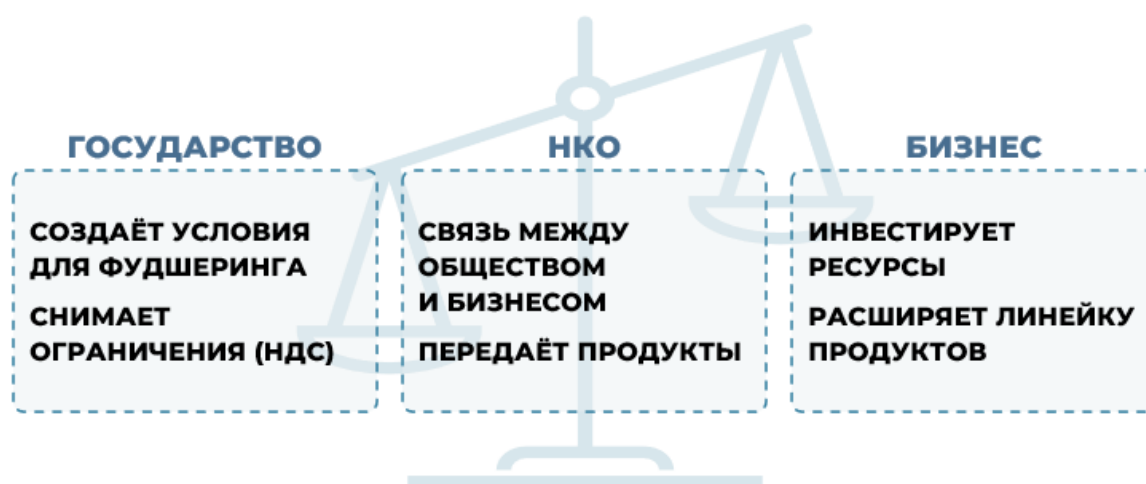 ГОСУДАРСТВО
СОЗДАЁТ УСЛОВИЯ
ДЛЯ ФУДШЕРИНГА
СНИМАЕТ
ОГРАНИЧЕНИЯ (НДС)
НКО
СВЯЗЬ МЕЖДУ
ОБЩЕСТВОМ
И БИЗНЕСОМ
ПЕРЕДАЁТ ПРОДУКТЫ
БИЗНЕС
ИНВЕСТИРУЕТ
РЕСУРСЫ
РАСШИРЯЕТ ЛИНЕЙКУ
ПРОДУКТОВ